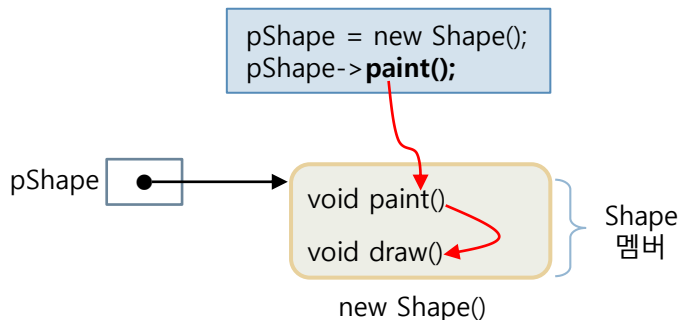 pShape = new Shape();
pShape->paint();
pShape
void paint()
void draw()
Shape
멤버
new Shape()